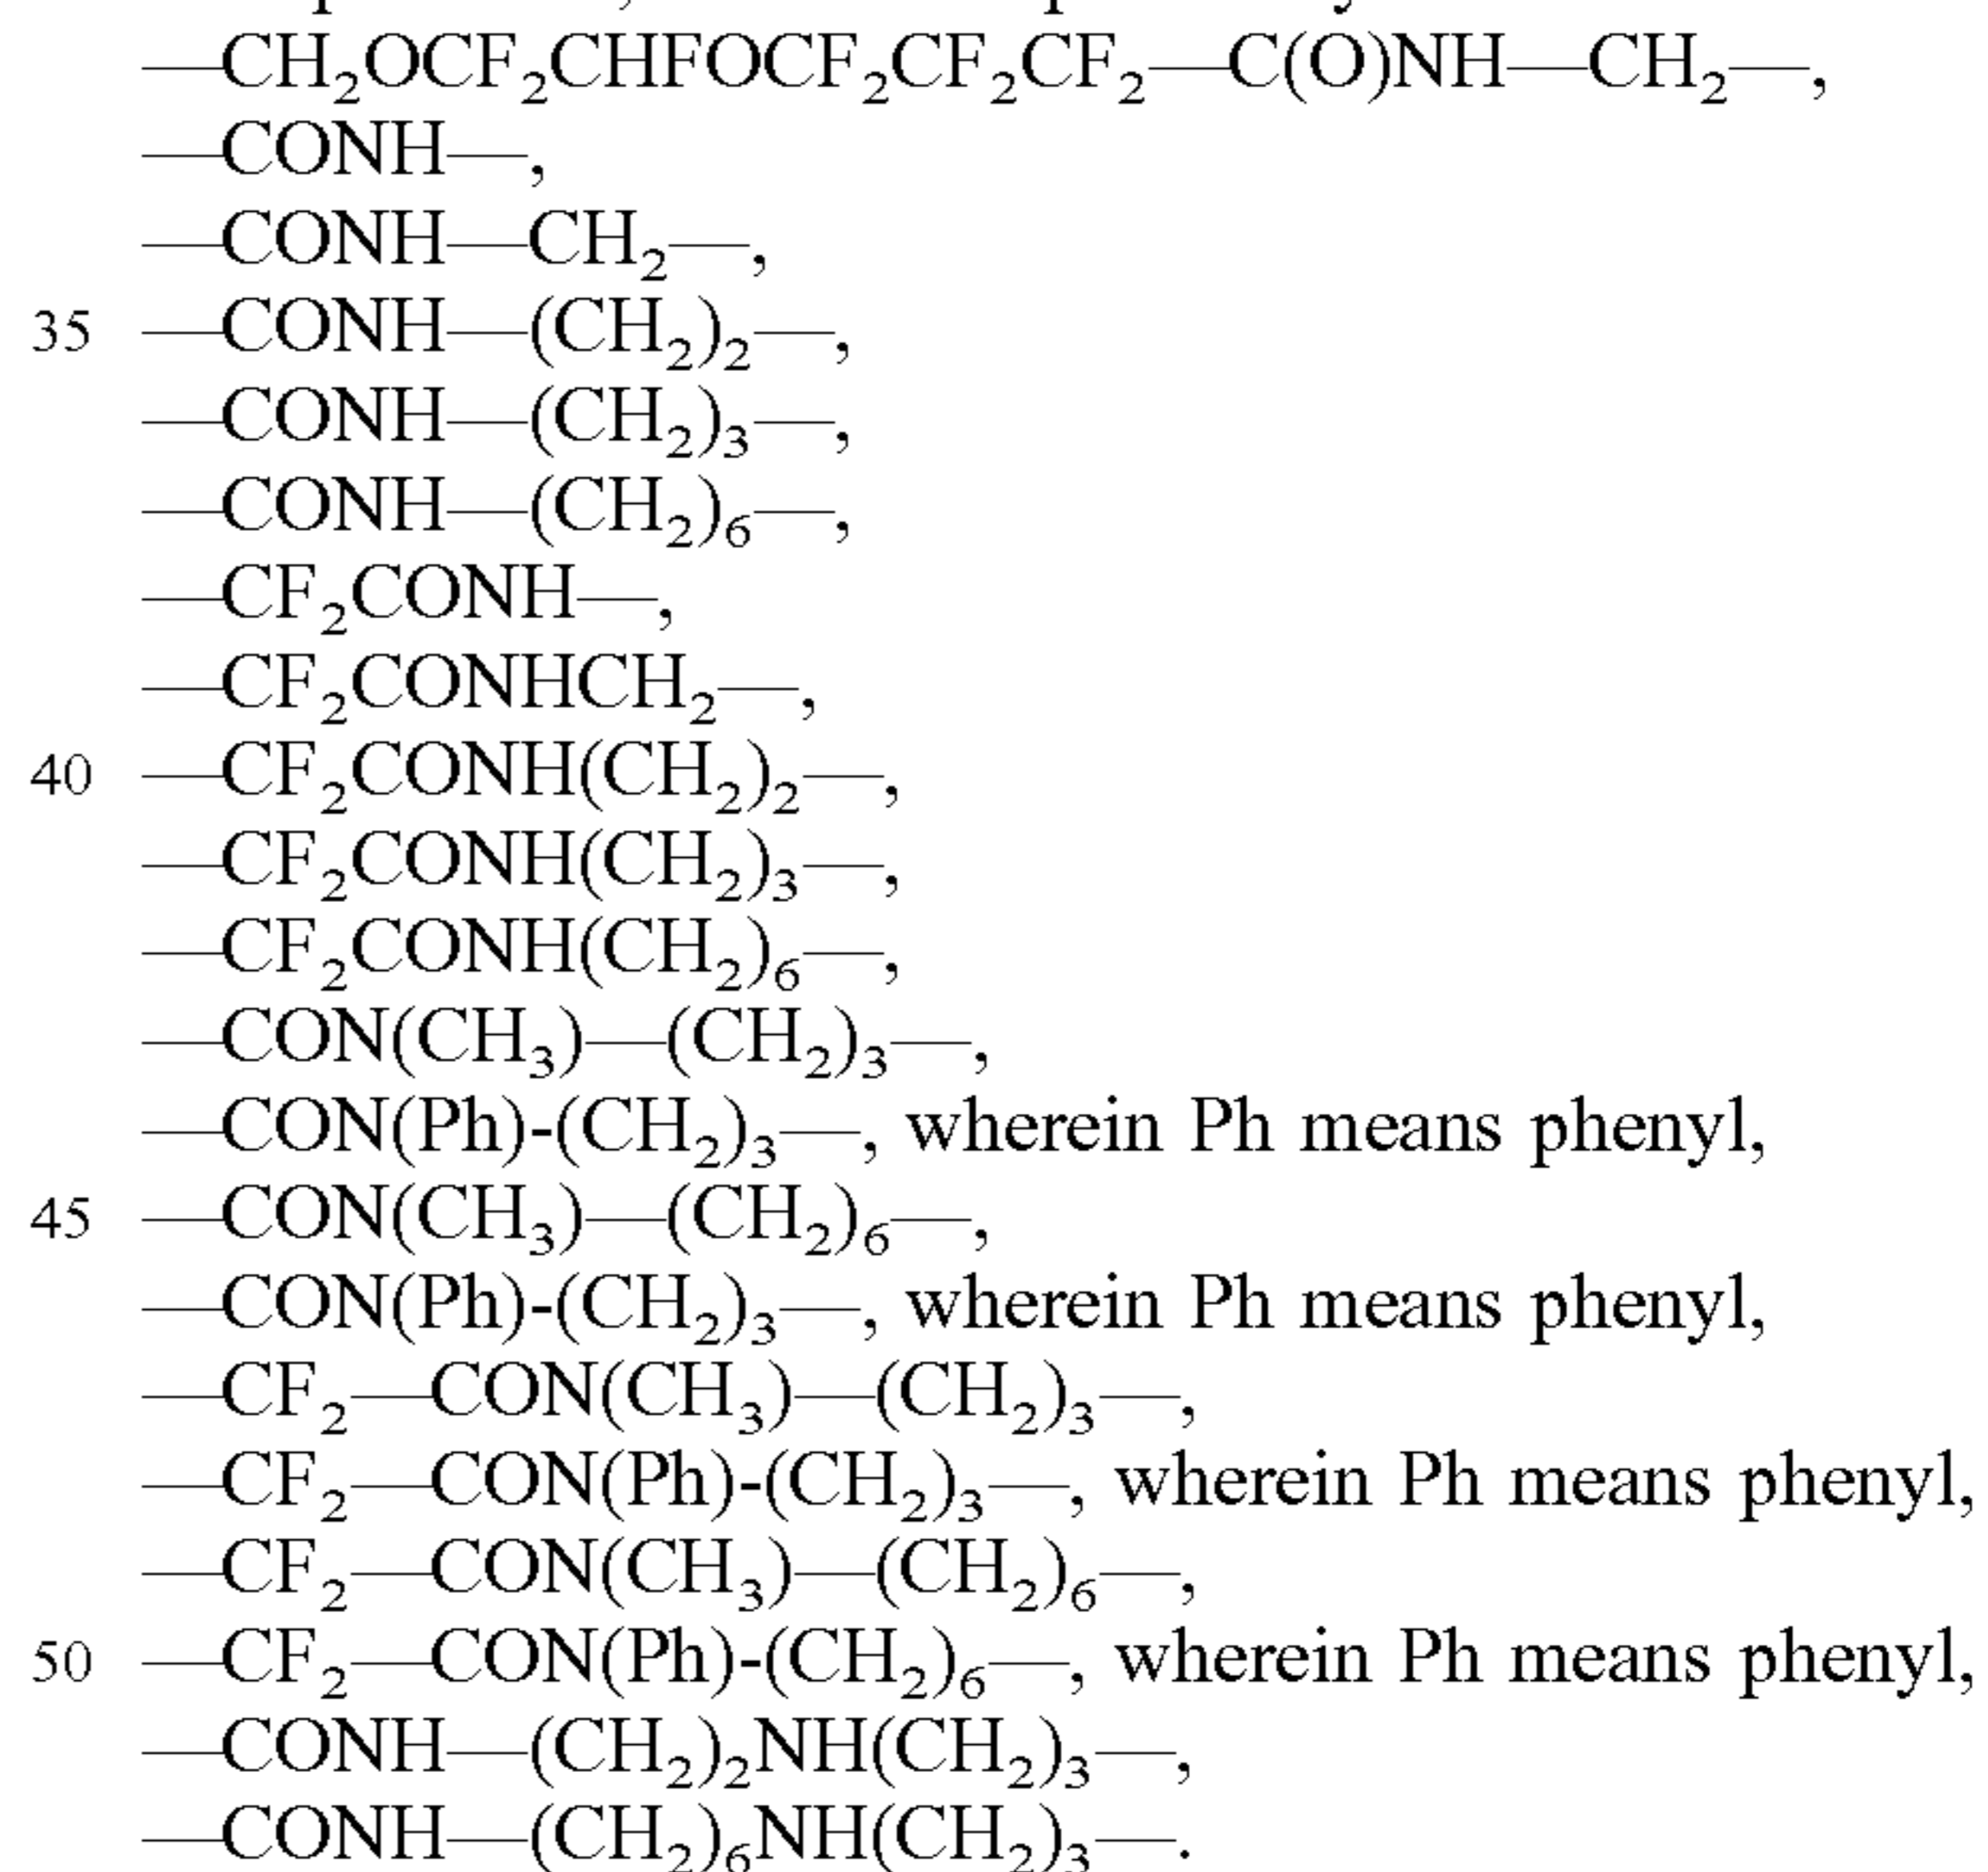 —CH₂OCF₂CHFOCF₂CF₂CF₂—C(O)NH—CH₂—,
—CONH—,
—CONH—CH₂—,
35 —CONH—(CH₂)₂—,
—CONH—(CH₂)₃—,
—CONH—(CH₂)₆—,
—CF₂CONH—,
—CF₂CONHCH₂—,
40 —CF₂CONH(CH₂)₂—,
—CF₂CONH(CH₂)₃—,
—CF₂CONH(CH₂)₆—,
—CON(CH₃)—(CH₂)₃—,
—CON(Ph)-(CH₂)₃—, wherein Ph means phenyl,
45 —CON(CH₃)—(CH₂)₆—,
—CON(Ph)-(CH₂)₃—, wherein Ph means phenyl,
—CF₂—CON(CH₃)—(CH₂)₃—,
—CF₂—CON(Ph)-(CH₂)₃—, wherein Ph means phenyl,
—CF₂—CON(CH₃)—(CH₂)₆—,
50 —CF₂—CON(Ph)-(CH₂)₆—, wherein Ph means phenyl,
—CONH—(CH₂)₂NH(CH₂)₃—,
—CONH—(CH₂)₆NH(CH₂)₃—.